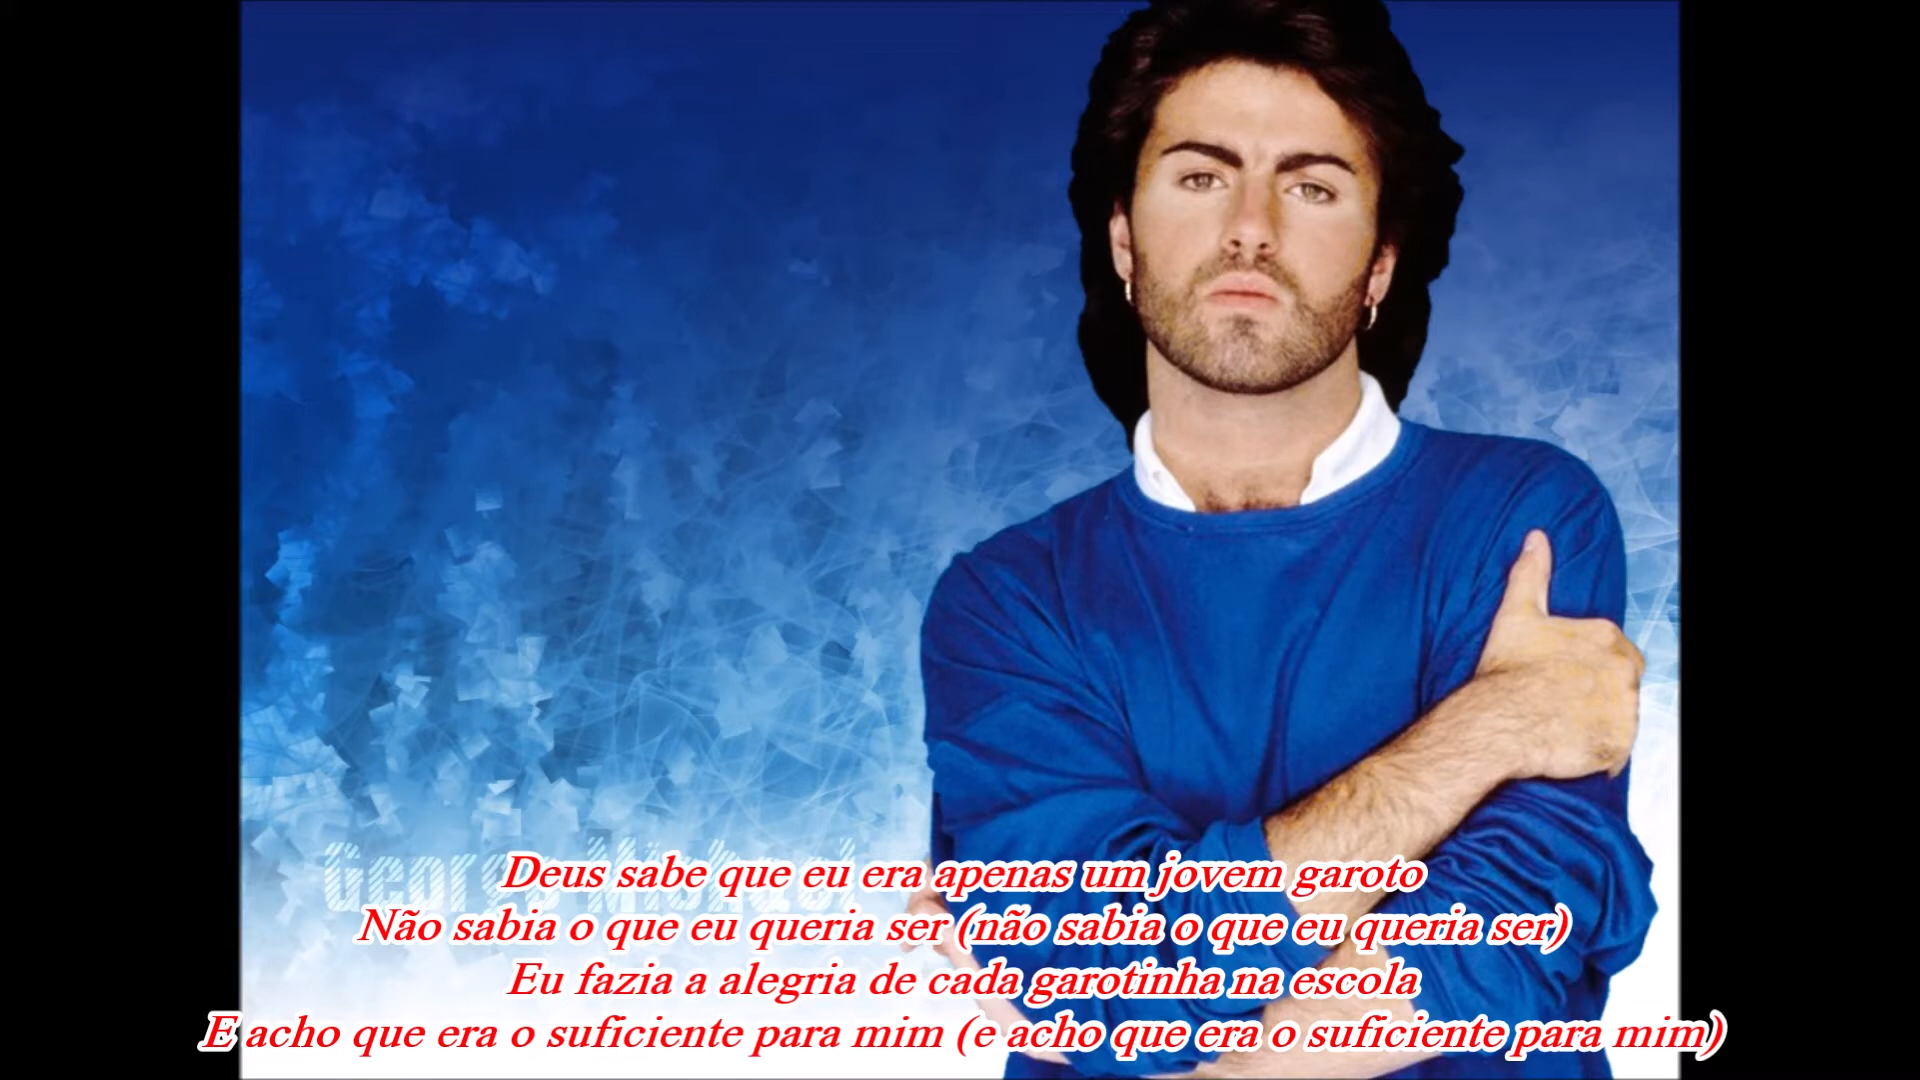 George Michael
Deus sabe que eu era apenas um jovem garoto
Não sabia o que eu queria ser (não sabia o que eu queria ser)
Eu fazia a alegria de cada garotinha na escola
E acho que era o suficiente para mim (e acho que era o suficiente para mim)